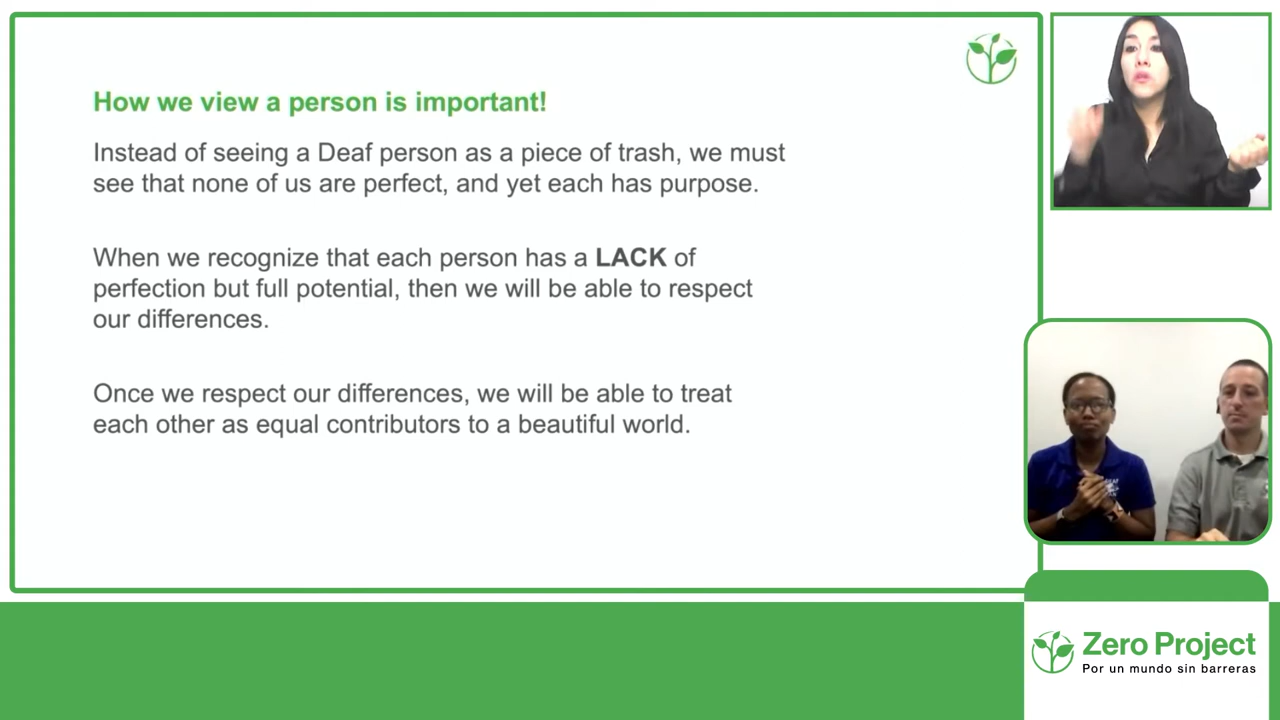 How we view a person is important!
Instead of seeing a Deaf person as a piece of trash, we must
see that none of us are perfect, and yet each has purpose.
When we recognize that each person has a LACK of
perfection but full potential, then we will be able to respect
our differences.
Once we respect our differences, we will be able to treat
each other as equal contributors to a beautiful world.
Zero Project
Por un mundo sin barreras